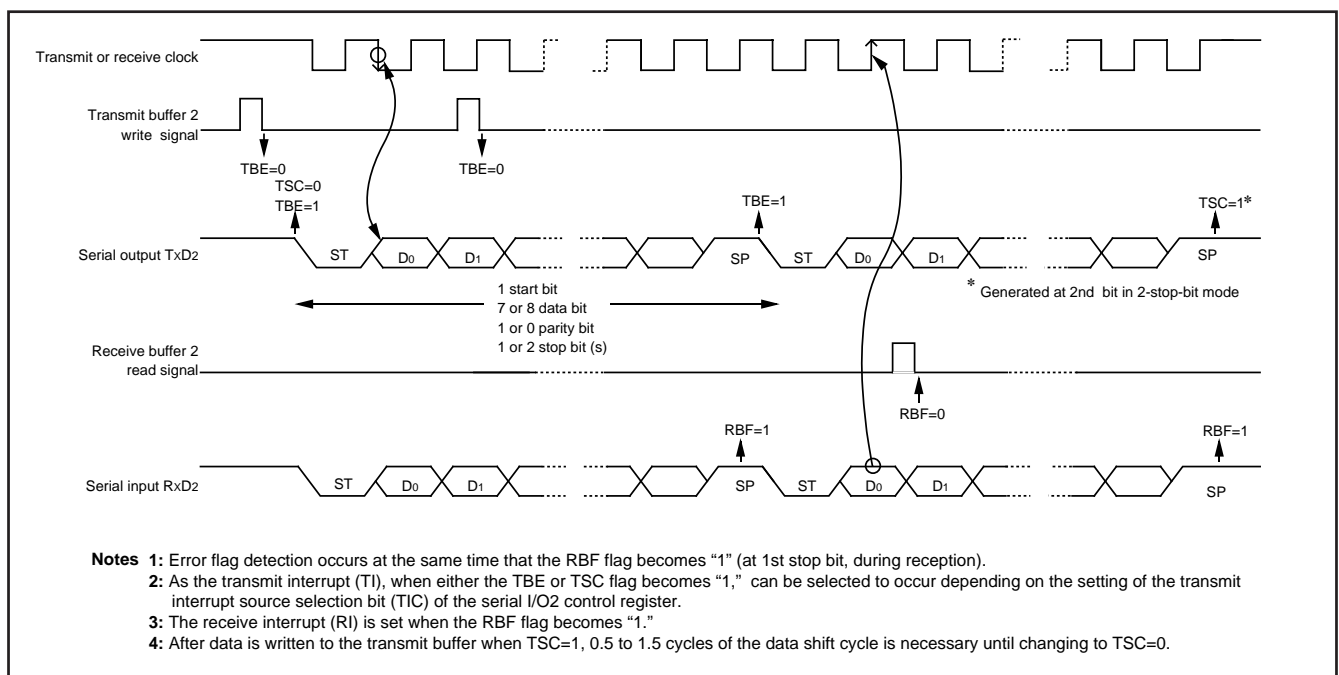 Transmit or receive clock
Transmit buffer 2
write signal
TBE=0
TBE=0
TSC=0
TBE=1
TBE=1
TSC=1*
Serial output TxD2
ST
D0
D1
SP
ST
D0
D1
SP
1 start bit
7 or 8 data bit
1 or 0 parity bit
1 or 2 stop bit (s)
* Generated at 2nd bit in 2-stop-bit mode
Receive buffer 2
read signal
RBF=0
RBF=1
RBF=1
Serial input RxD2
ST
D0
D1
SP
ST
D0
D1
SP
Notes 1: Error flag detection occurs at the same time that the RBF flag becomes “1” (at 1st stop bit, during reception).
2: As the transmit interrupt (TI), when either the TBE or TSC flag becomes “1,” can be selected to occur depending on the setting of the transmit
interrupt source selection bit (TIC) of the serial I/O2 control register.
3: The receive interrupt (RI) is set when the RBF flag becomes “1.”
4: After data is written to the transmit buffer when TSC=1, 0.5 to 1.5 cycles of the data shift cycle is necessary until changing to TSC=0.